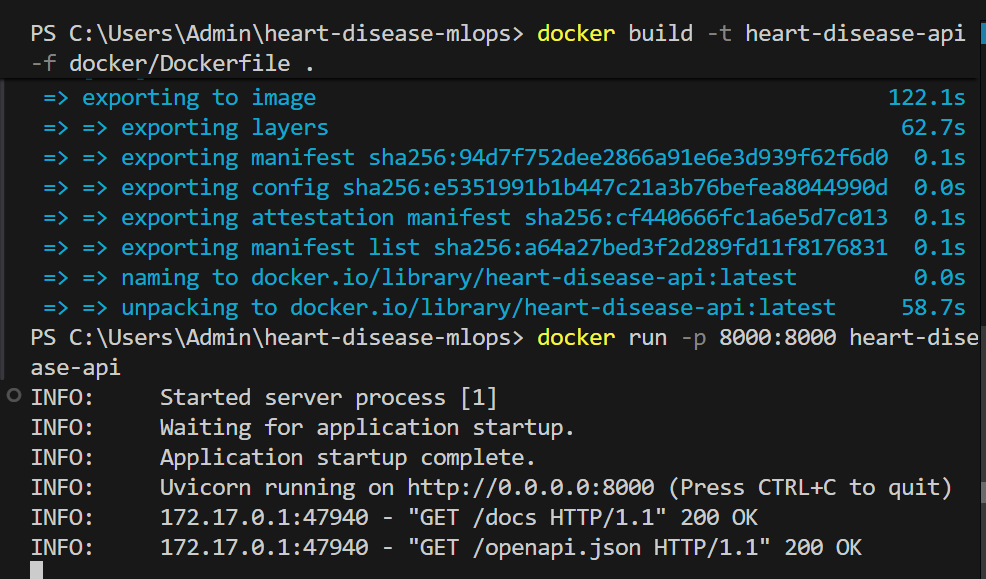 PS C:\Users\Admin\heart-disease-mlops> docker build -t heart-disease-api
-f docker/Dockerfile .
=> exporting to image 122.1s
=> => exporting layers 62.7s
=> => exporting manifest sha256:94d7f752dee2866a91e6e3d939f62f6d0 0.1s
=> => exporting config sha256:e5351991b1b447c21a3b76befea8044990d 0.0s
=> => exporting attestation manifest sha256:cf440666fc1a6e5d7c013 0.1s
=> => exporting manifest list sha256:a64a27bed3f2d289fd11f8176831 0.1s
=> => naming to docker.io/library/heart-disease-api:latest 0.0s
=> => unpacking to docker.io/library/heart-disease-api:latest 58.7s
PS C:\Users\Admin\heart-disease-mlops> docker run -p 8000:8000 heart-dise
ase-api
INFO: Started server process [1]
INFO: Waiting for application startup.
INFO: Application startup complete.
INFO: Uvicorn running on http://0.0.0.0:8000 (Press CTRL+C to quit)
INFO: 172.17.0.1:47940 - "GET /docs HTTP/1.1" 200 OK
INFO: 172.17.0.1:47940 - "GET /openapi.json HTTP/1.1" 200 OK